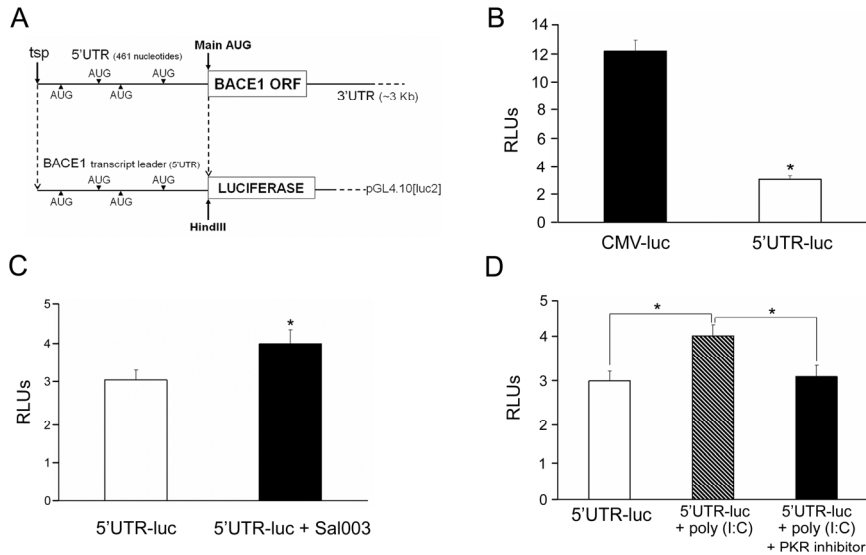 A
tsp
5'UTR (461 nucleotides)
Main AUG
AUG
AUG
AUG
AUG
BACE1 ORF
3'UTR (~3 Kb)
BACE1 transcript leader (5'UTR)
AUG
AUG
AUG
AUG
LUCIFERASE
pGL4.10[luc2]
HindIII
B
14
12
10
8
6
4
2
0
RLUs
*
CMV-luc
5'UTR-luc
C
5
4
3
2
1
0
RLUs
*
5'UTR-luc
5'UTR-luc + Sal003
D
5
4
3
2
1
0
RLUs
*
*
5'UTR-luc
5'UTR-luc
+ poly (I:C)
5'UTR-luc
+ poly (I:C)
+ PKR inhibitor